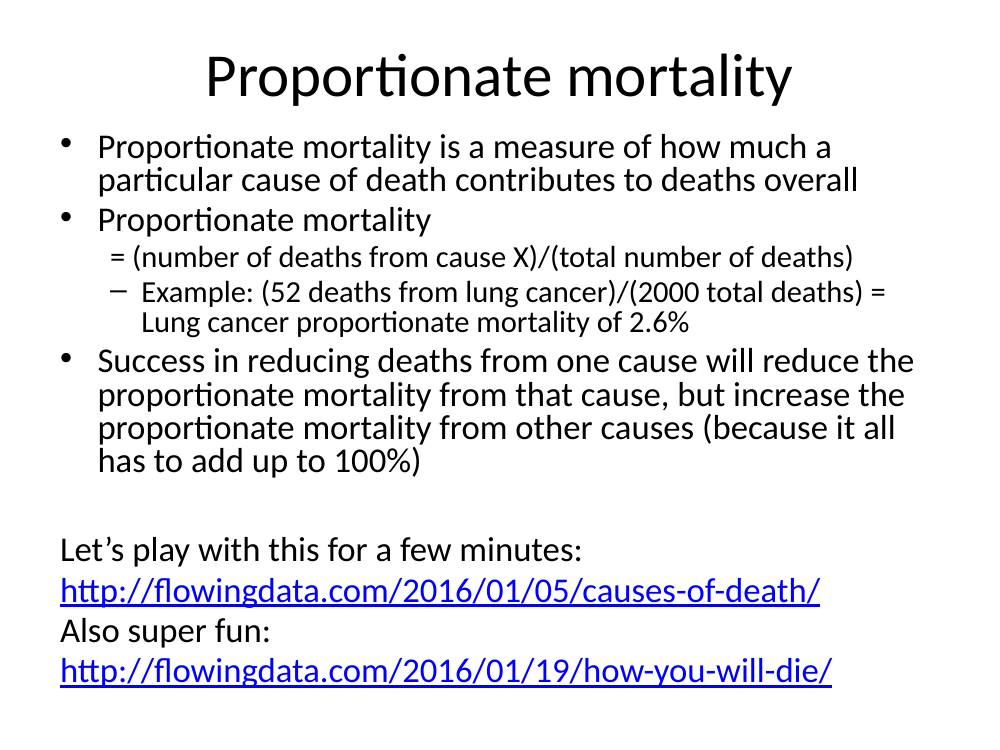 Proportionate mortality
• Proportionate mortality is a measure of how much a
particular cause of death contributes to deaths overall
• Proportionate mortality
= (number of deaths from cause X)/(total number of deaths)
– Example: (52 deaths from lung cancer)/(2000 total deaths) =
Lung cancer proportionate mortality of 2.6%
• Success in reducing deaths from one cause will reduce the
proportionate mortality from that cause, but increase the
proportionate mortality from other causes (because it all
has to add up to 100%)
Let’s play with this for a few minutes:
http://flowingdata.com/2016/01/05/causes-of-death/
Also super fun:
http://flowingdata.com/2016/01/19/how-you-will-die/